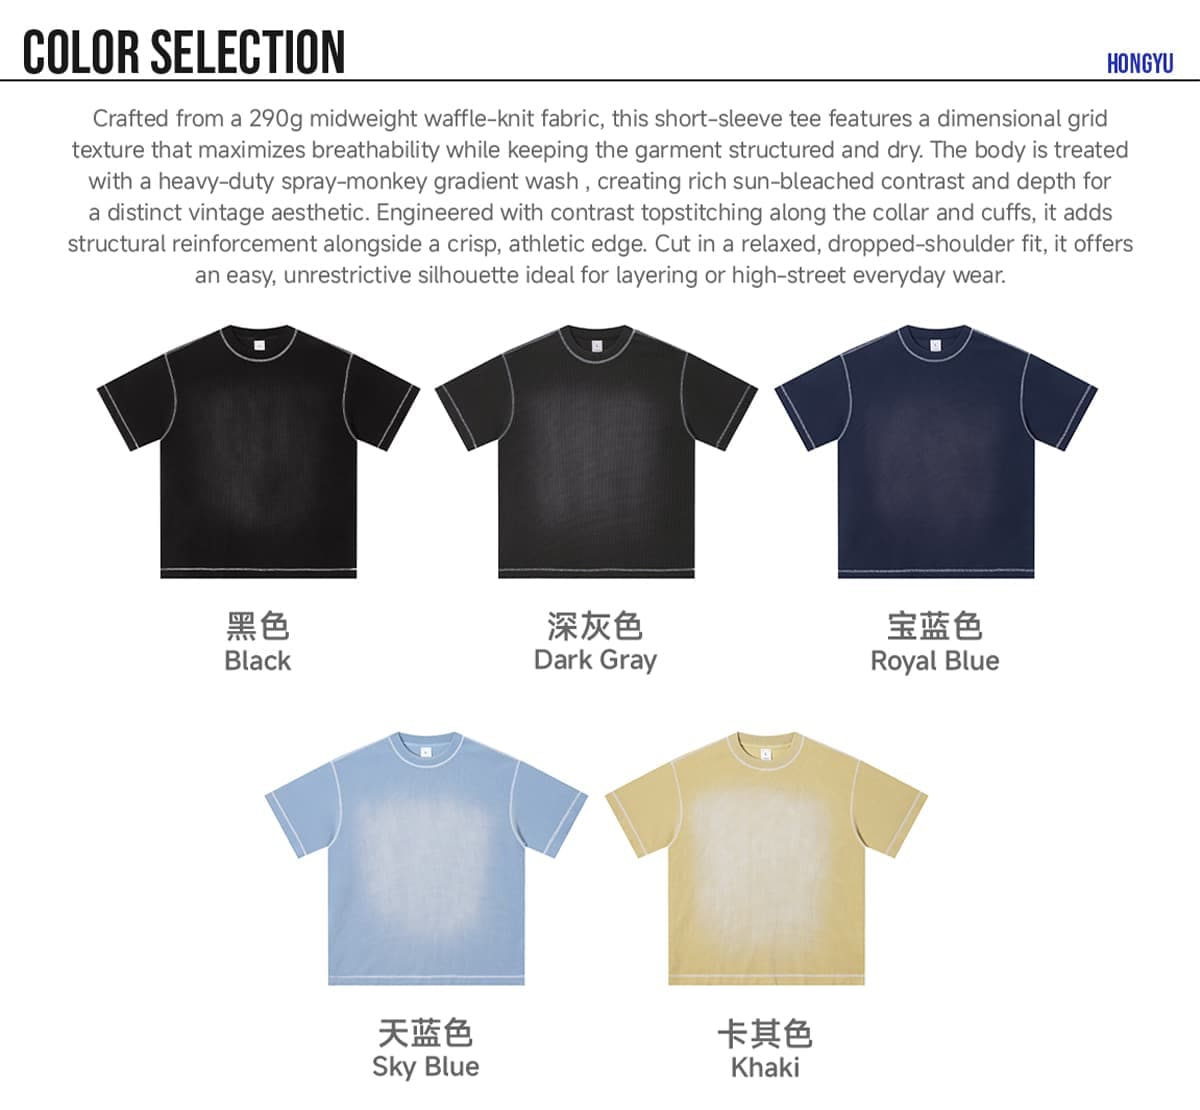 COLOR SELECTION
HONGYU
Crafted from a 290g midweight waffle-knit fabric, this short-sleeve tee features a dimensional grid
texture that maximizes breathability while keeping the garment structured and dry. The body is treated
with a heavy-duty spray-monkey gradient wash , creating rich sun-bleached contrast and depth for
a distinct vintage aesthetic. Engineered with contrast topstitching along the collar and cuffs, it adds
structural reinforcement alongside a crisp, athletic edge. Cut in a relaxed, dropped-shoulder fit, it offers
an easy, unrestrictive silhouette ideal for layering or high-street everyday wear.
黑色
Black
深灰色
Dark Gray
宝蓝色
Royal Blue
天蓝色
Sky Blue
卡其色
Khaki